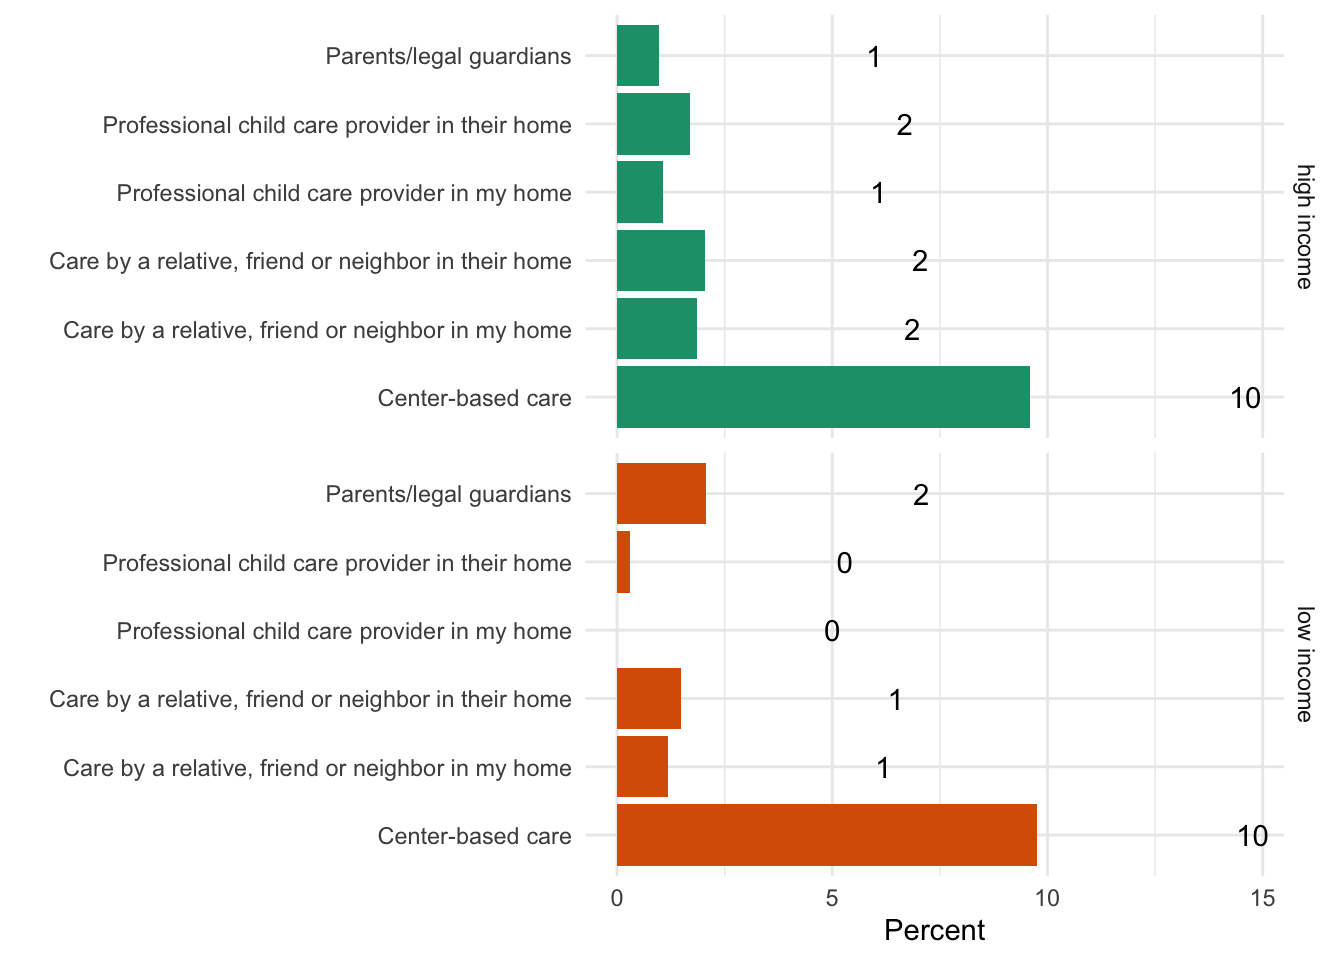 Parents/legal guardians 1
Professional child care provider in their home 2
Professional child care provider in my home 1
Care by a relative, friend or neighbor in their home 2
Care by a relative, friend or neighbor in my home 2
Center-based care 10
high income
Parents/legal guardians 2
Professional child care provider in their home 0
Professional child care provider in my home 0
Care by a relative, friend or neighbor in their home 1
Care by a relative, friend or neighbor in my home 1
Center-based care 10
low income
0 5 10 15
Percent